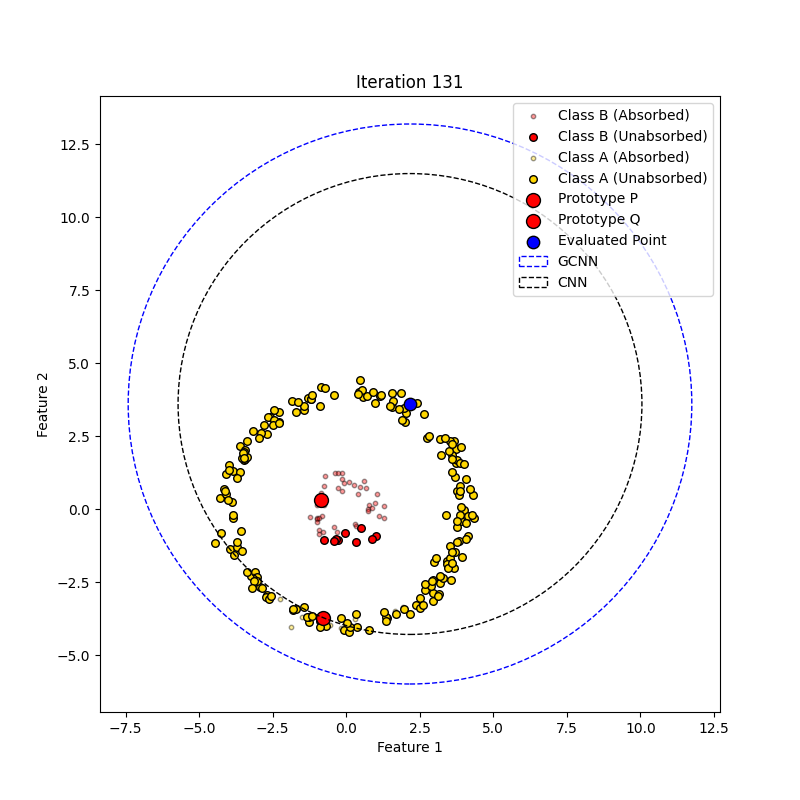 Iteration 131
Class B (Absorbed)
Class B (Unabsorbed)
Class A (Absorbed)
Class A (Unabsorbed)
Prototype P
Prototype Q
Evaluated Point
GCNN
CNN
12.5
10.0
7.5
5.0
2.5
0.0
−2.5
−5.0
Feature 2
−7.5
−5.0
−2.5
0.0
2.5
5.0
7.5
10.0
12.5
Feature 1